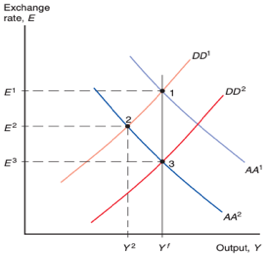 Exchange
rate, E
DD¹
1
DD²
E¹
2
E²
E³
3
AA¹
AA²
Y²
Yᶠ
Output, Y